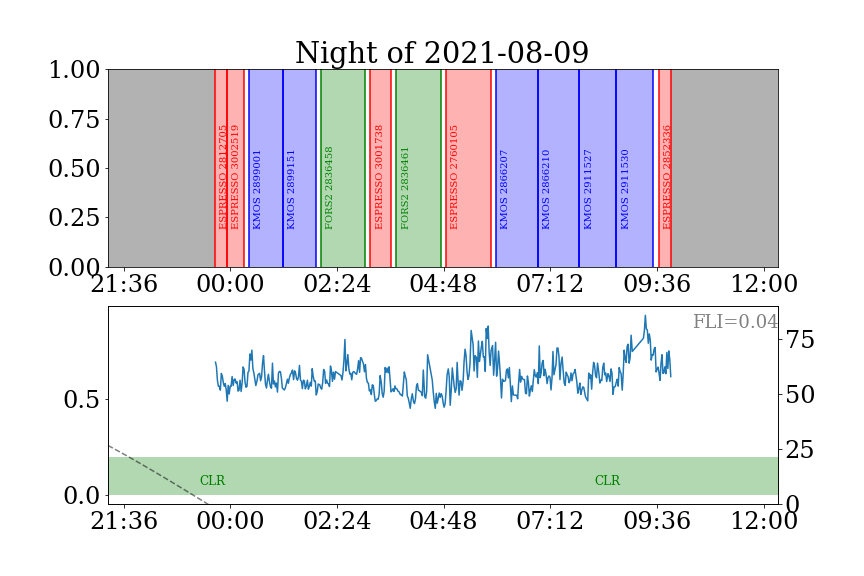 Night of 2021-08-09
1.00
0.75
0.50
0.25
0.00
ESPRESSO 2812705
ESPRESSO 3002519
KMOS 2899001
KMOS 2899151
FORS2 2836458
ESPRESSO 3001738
FORS2 2836461
ESPRESSO 2760105
KMOS 2866207
KMOS 2866210
KMOS 2911527
KMOS 2911530
ESPRESSO 2852336
21:36 00:00 02:24 04:48 07:12 09:36 12:00
FLI=0.04
0.5
0.0
75
50
25
0
CLR CLR
21:36 00:00 02:24 04:48 07:12 09:36 12:00